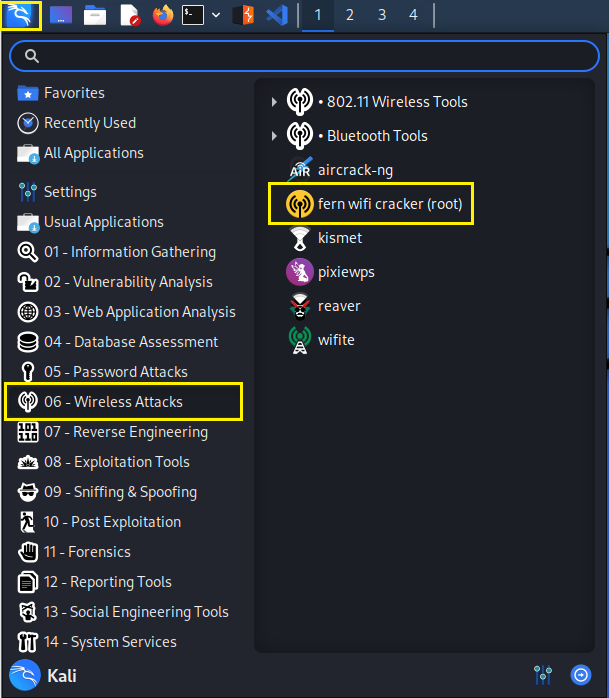 1 2 3 4
Favorites
Recently Used
All Applications
Settings
Usual Applications
01 - Information Gathering
02 - Vulnerability Analysis
03 - Web Application Analysis
04 - Database Assessment
05 - Password Attacks
06 - Wireless Attacks
07 - Reverse Engineering
08 - Exploitation Tools
09 - Sniffing & Spoofing
10 - Post Exploitation
11 - Forensics
12 - Reporting Tools
13 - Social Engineering Tools
14 - System Services
• 802.11 Wireless Tools
• Bluetooth Tools
aircrack-ng
fern wifi cracker (root)
kismet
pixiewps
reaver
wifite
Kali